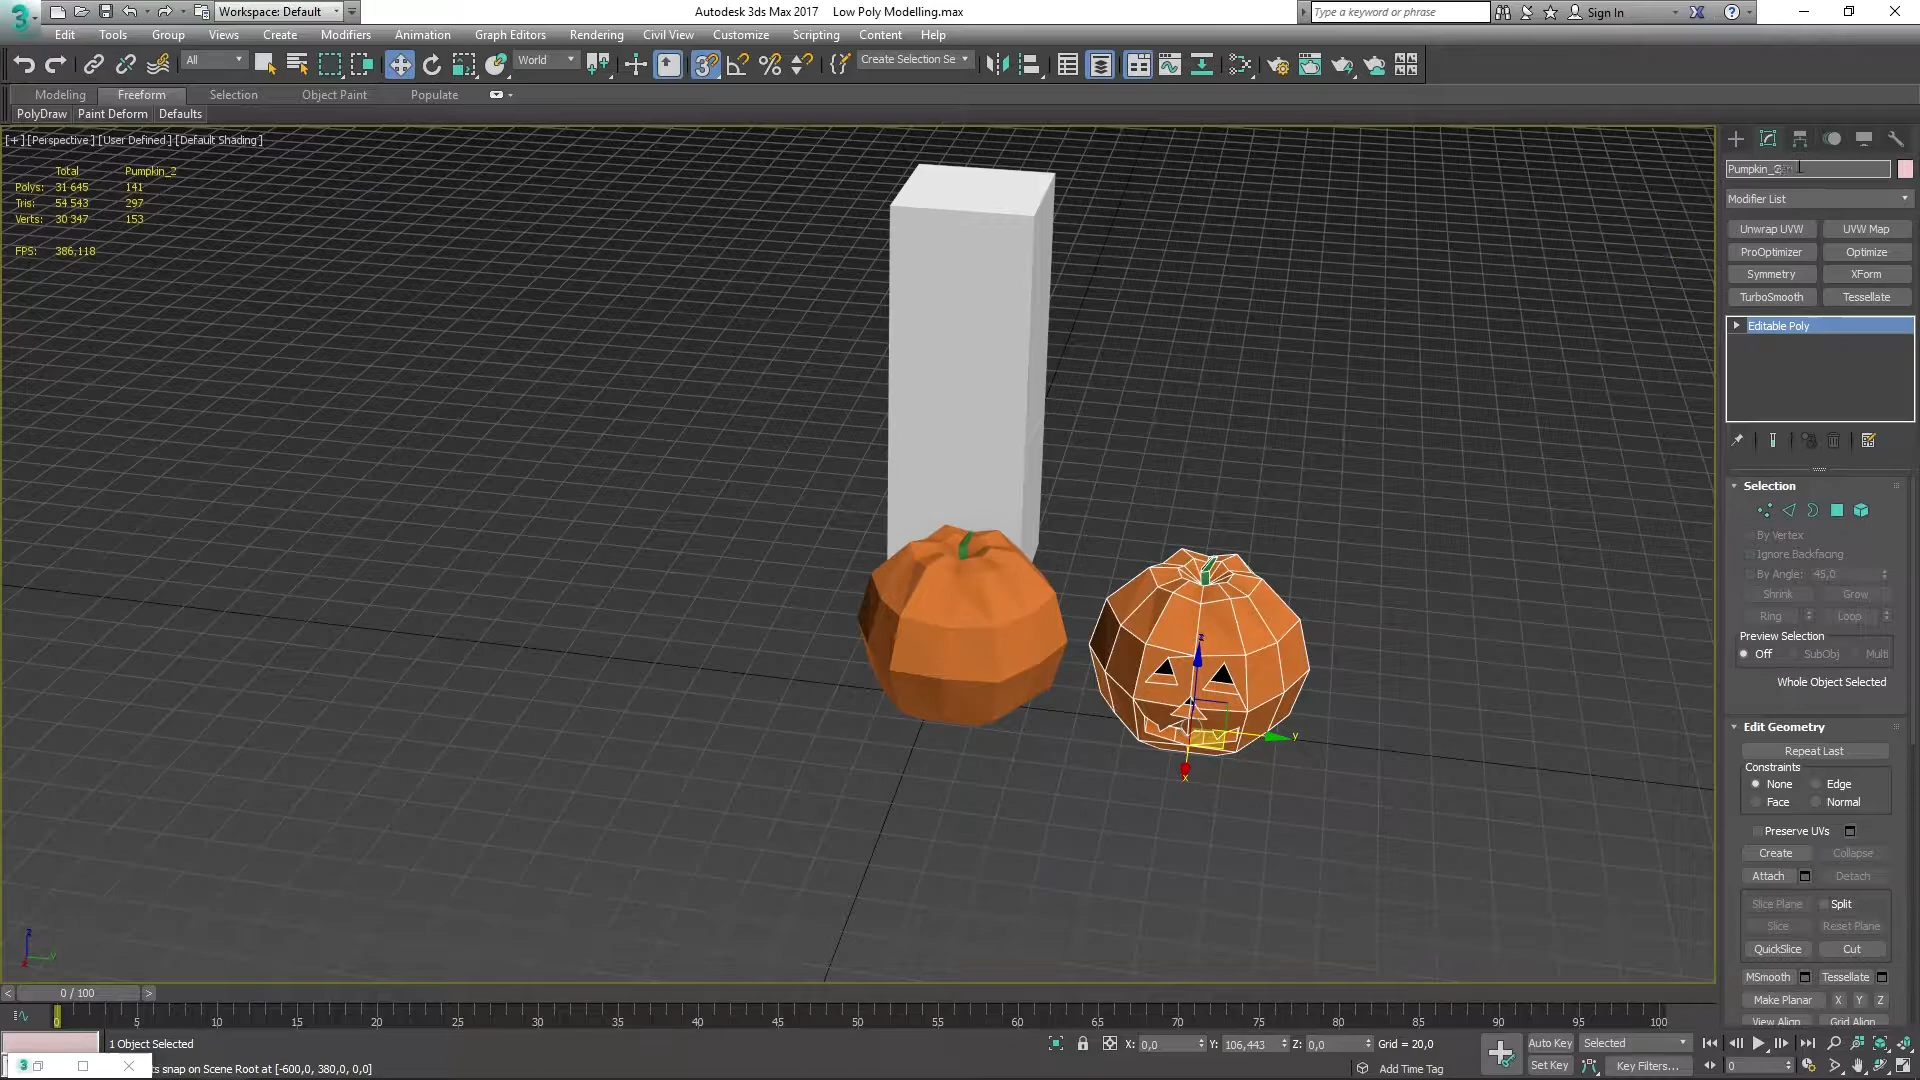 Workspace: Default
Autodesk 3ds Max 2017 Low Poly Modelling.max
Type a keyword or phrase
Sign In
Edit Tools Group Views Create Modifiers Animation Graph Editors Rendering Civil View Customize Scripting Content Help
All
World
Create Selection Se
Modeling Freeform Selection Object Paint Populate
PolyDraw Paint Deform Defaults
[+] [Perspective] [User Defined] [Default Shading]
Total Pumpkin_2
Polys: 31 645 141
Tris: 54 543 297
Verts: 30 347 153
FPS: 386,118
Pumpkin_2
Modifier List
Unwrap UVW UVW Map
ProOptimizer Optimize
Symmetry XForm
TurboSmooth Tessellate
Editable Poly
Selection
By Vertex
Ignore Backfacing
By Angle: 45,0
Shrink Grow
Ring Loop
Preview Selection
Off SubObj Multi
Whole Object Selected
Edit Geometry
Repeat Last
Constraints
None Edge
Face Normal
Preserve UVs
Create Collapse
Attach Detach
Slice Plane Split
Slice Reset Plane
QuickSlice Cut
MSmooth Tessellate
Make Planar X Y Z
View Align Grid Align
z
y
x
z
y
x
< 0 / 100 >
0 5 10 15 20 25 30 35 40 45 50 55 60 65 70 75 80 85 90 95 100
1 Object Selected
X: 0,0 Y: 106,443 Z: 0,0 Grid = 20,0
Auto Key Selected
ts snap on Scene Root at [-600,0, 380,0, 0,0]
Add Time Tag
Set Key Key Filters... 0